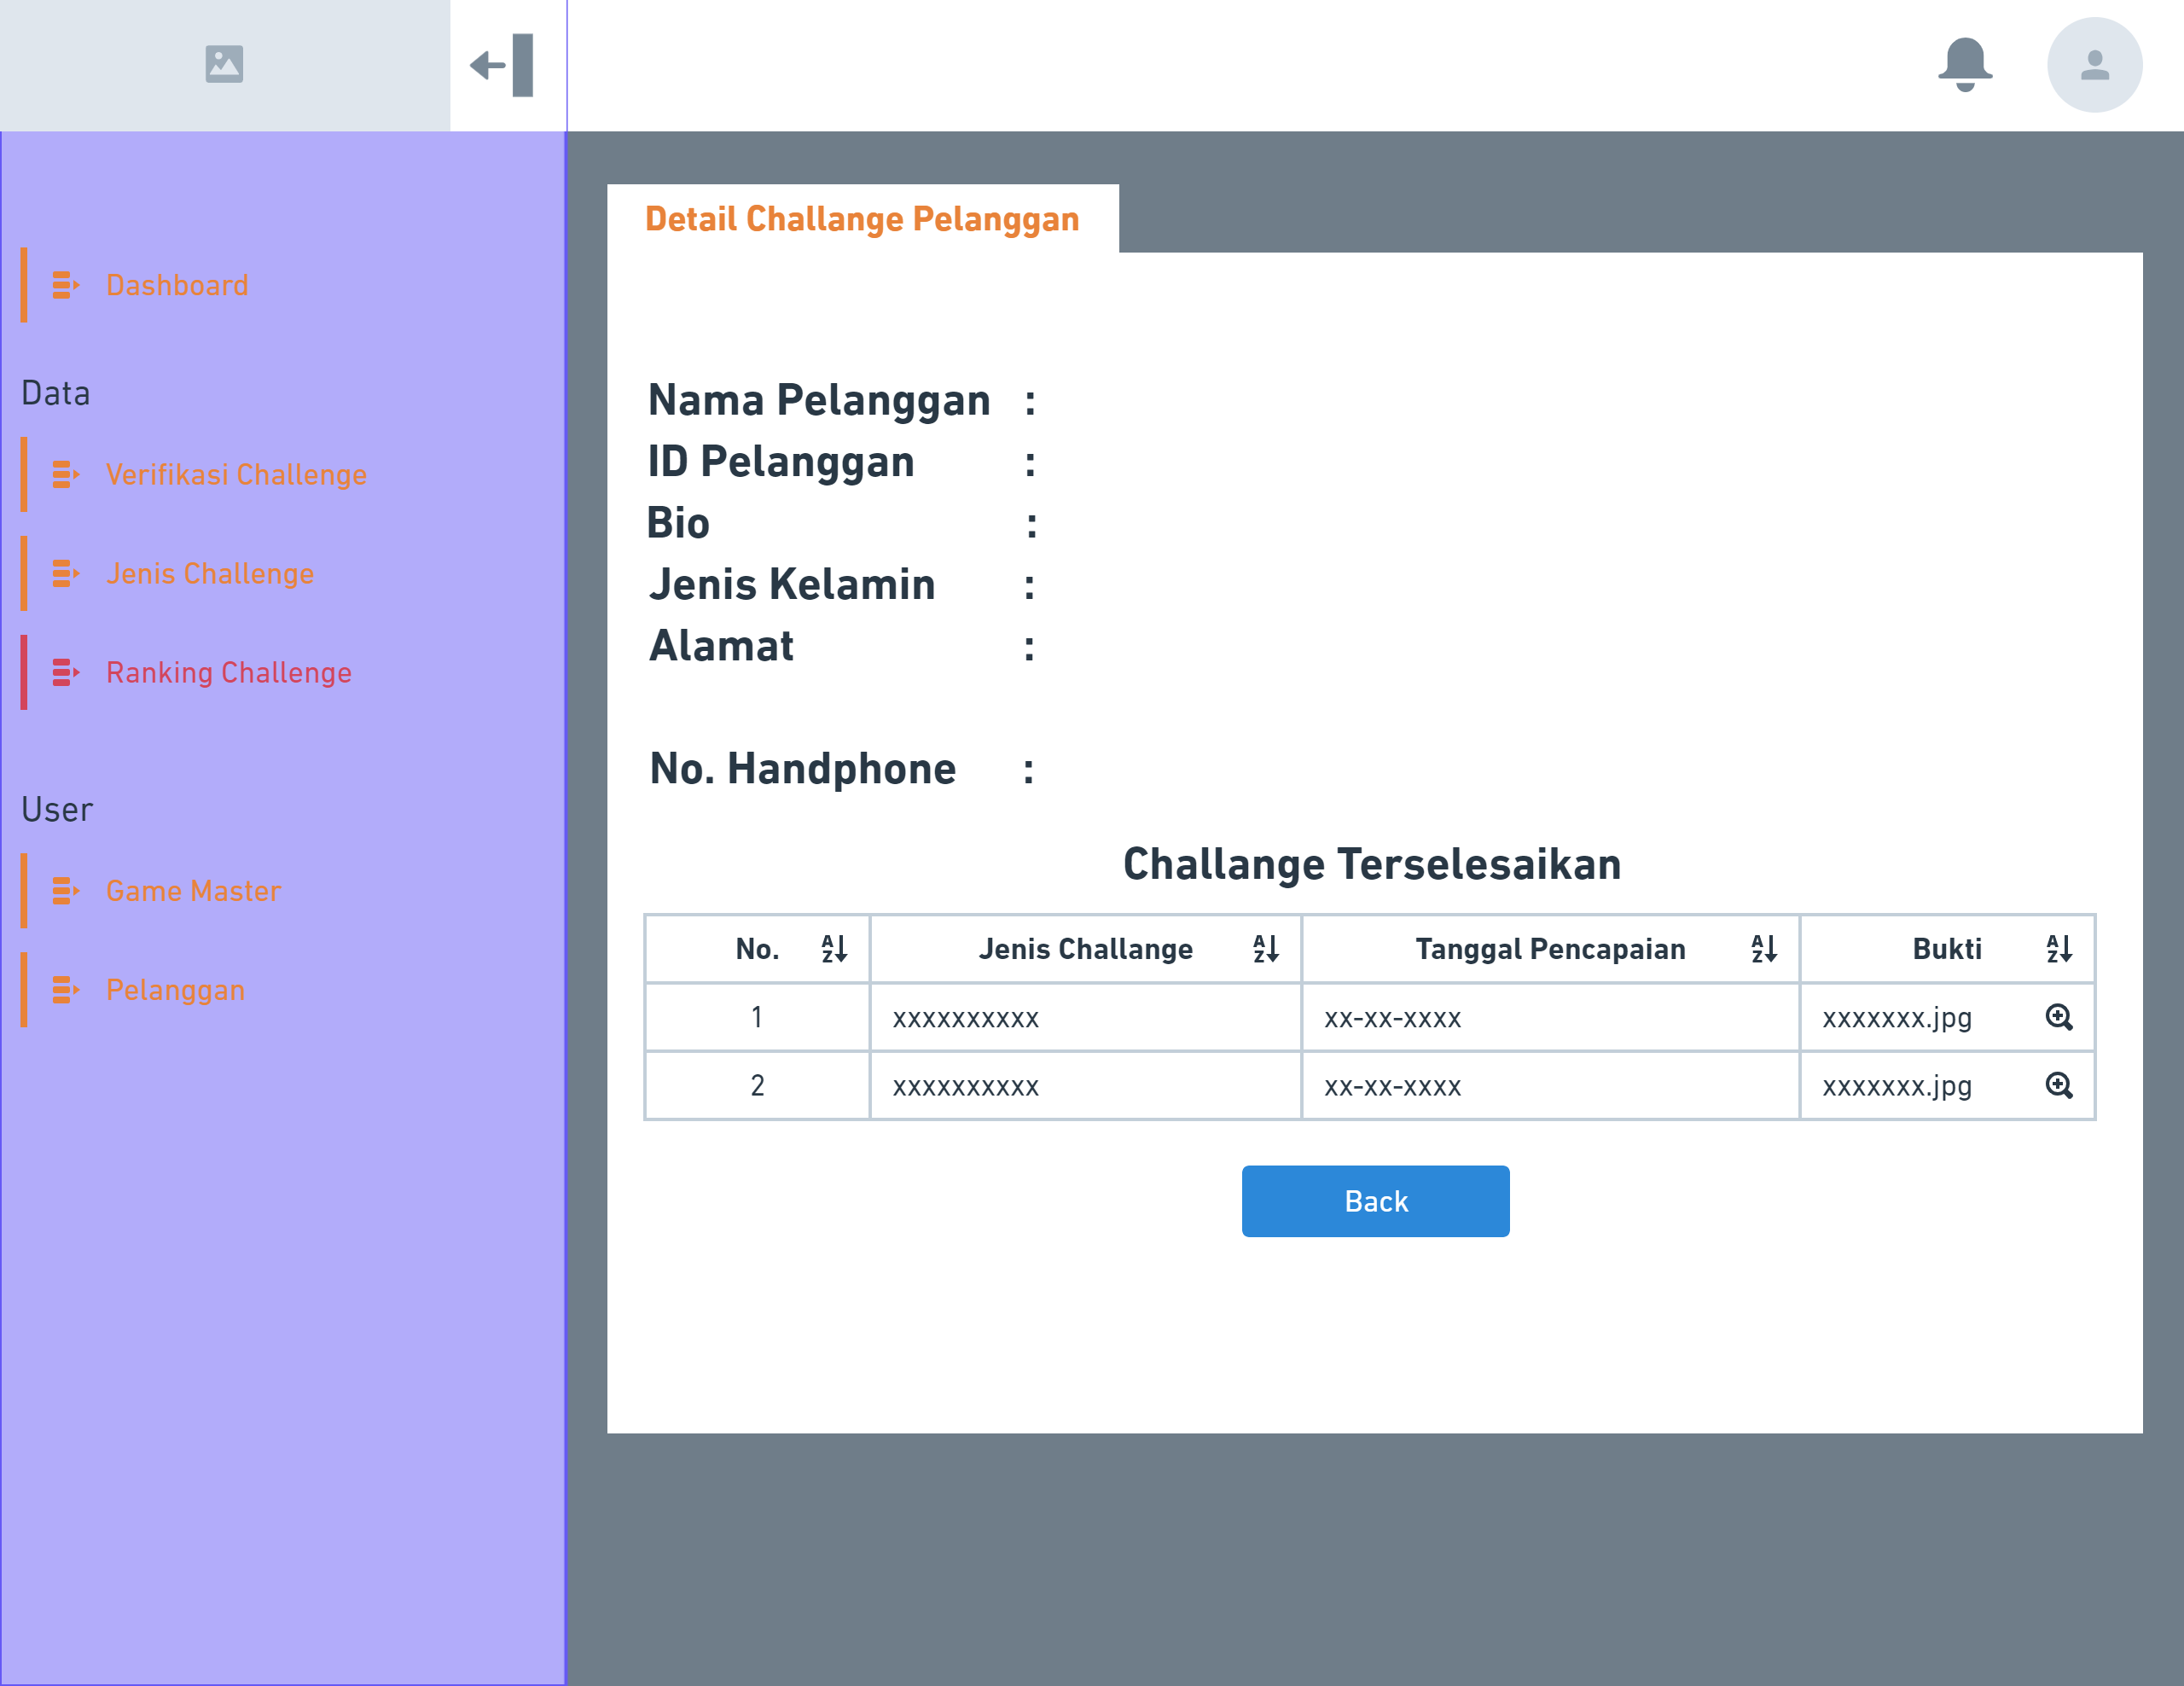 Dashboard
Data
Verifikasi Challenge
Jenis Challenge
Ranking Challenge
User
Game Master
Pelanggan
Detail Challange Pelanggan
Nama Pelanggan :
ID Pelanggan :
Bio :
Jenis Kelamin :
Alamat :
No. Handphone :
Challange Terselesaikan
No. Jenis Challange Tanggal Pencapaian Bukti
1 xxxxxxxxxx xx-xx-xxxx xxxxxxx.jpg
2 xxxxxxxxxx xx-xx-xxxx xxxxxxx.jpg
Back